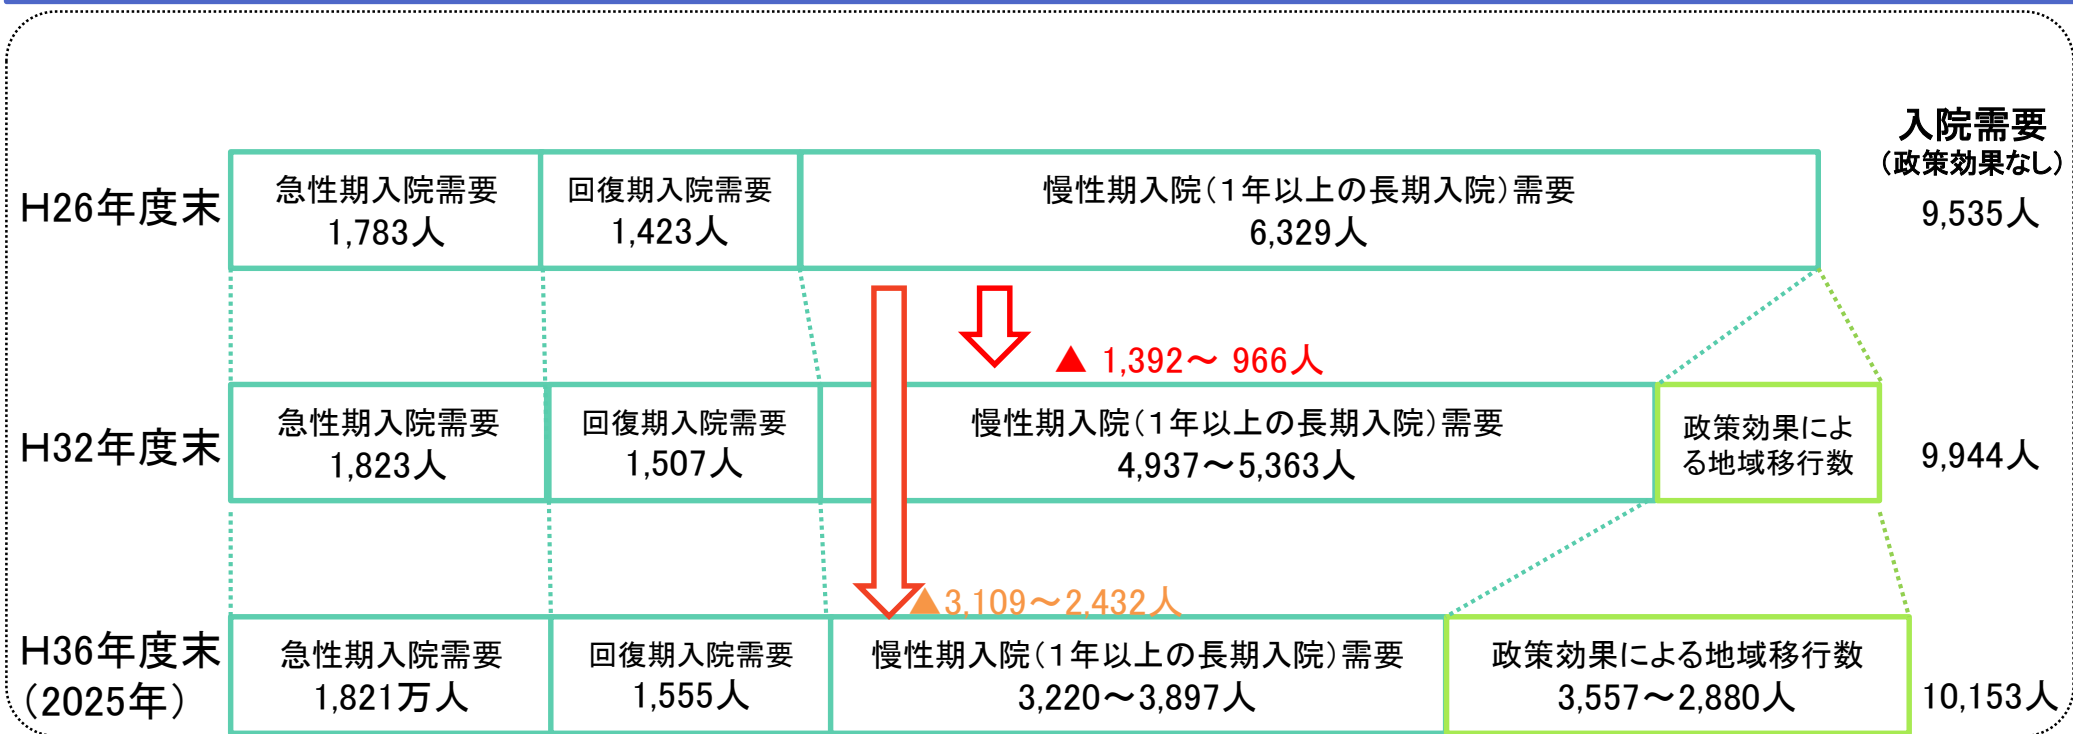 入院需要
(政策効果なし)
H26年度末
急性期入院需要
1,783人
回復期入院需要
1,423人
慢性期入院(1年以上の長期入院)需要
6,329人
9,535人
▲ 1,392～ 966人
H32年度末
急性期入院需要
1,823人
回復期入院需要
1,507人
慢性期入院(1年以上の長期入院)需要
4,937～5,363人
政策効果によ
る地域移行数
9,944人
▲3,109～2,432人
H36年度末
(2025年)
急性期入院需要
1,821万人
回復期入院需要
1,555人
慢性期入院(1年以上の長期入院)需要
3,220～3,897人
政策効果による地域移行数
3,557～2,880人
10,153人